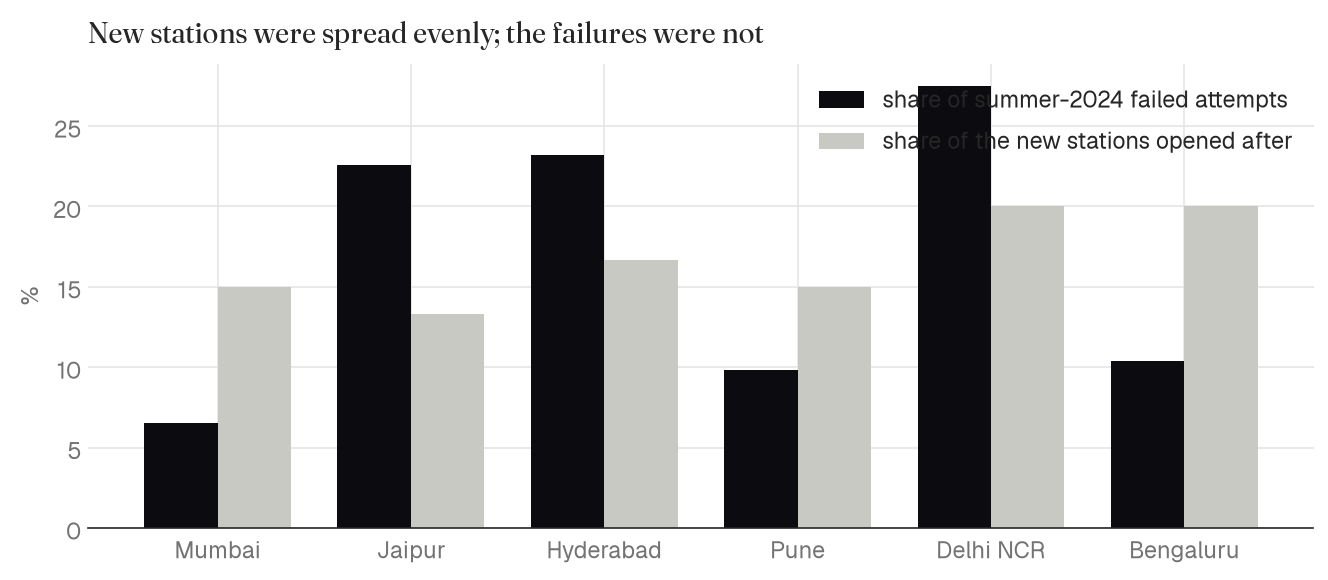 New stations were spread evenly; the failures were not
share of summer-2024 failed attempts
share of the new stations opened after
25
20
15
10
5
0
%
Mumbai
Jaipur
Hyderabad
Pune
Delhi NCR
Bengaluru